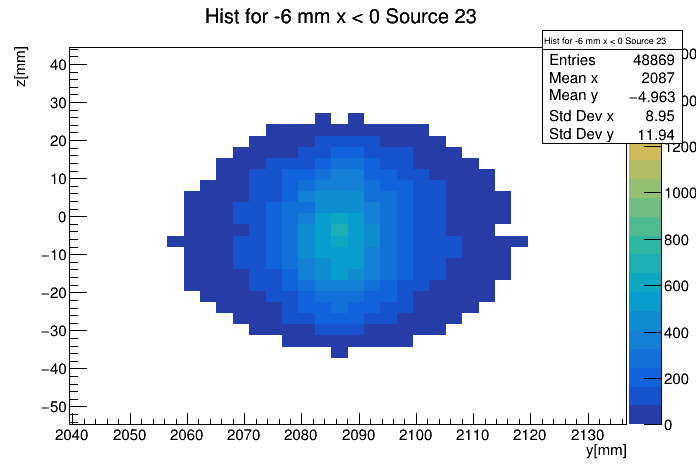 Hist for -6 mm x < 0 Source 23
Hist for -6 mm x < 0 Source 23
Entries 48869
Mean x 2087
Mean y −4.963
Std Dev x 8.95
Std Dev y 11.94
z[mm]
40
30
20
10
0
−10
−20
−30
−40
−50
2040 2050 2060 2070 2080 2090 2100 2110 2120 2130
y[mm]
1200
1000
800
600
400
200
0